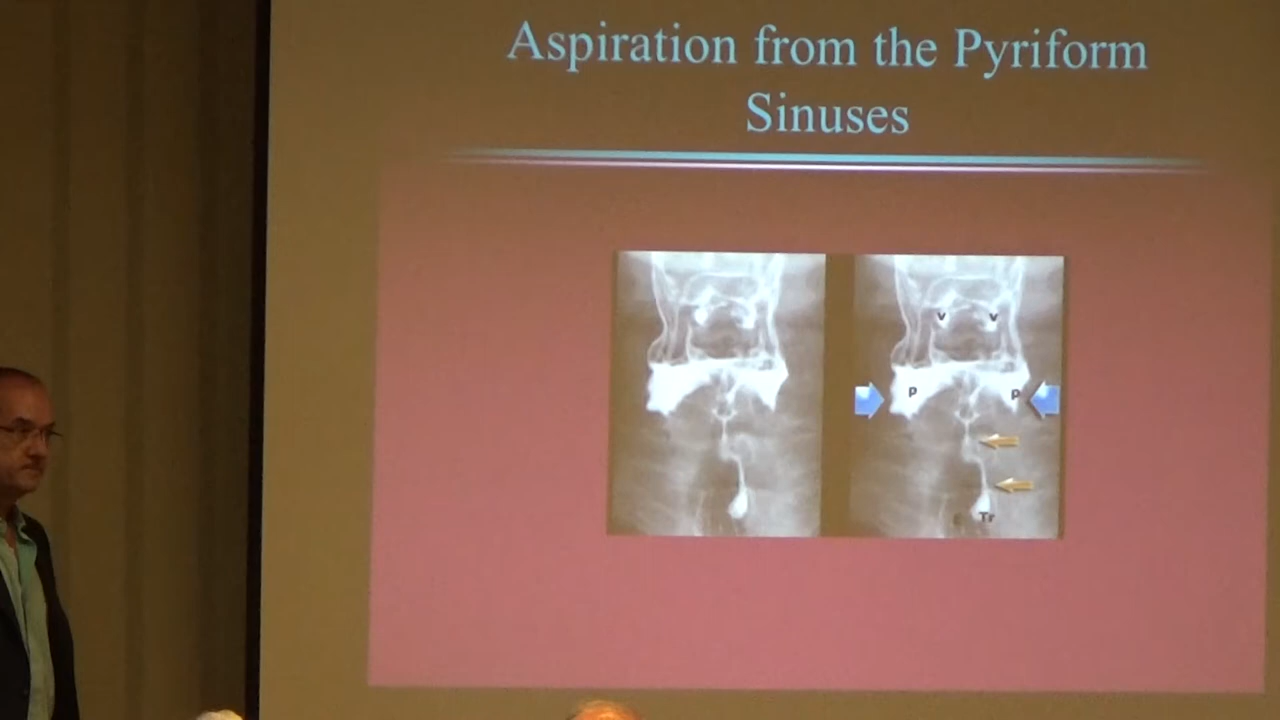 Aspiration from the Pyriform
Sinuses
v v
P P
Tr